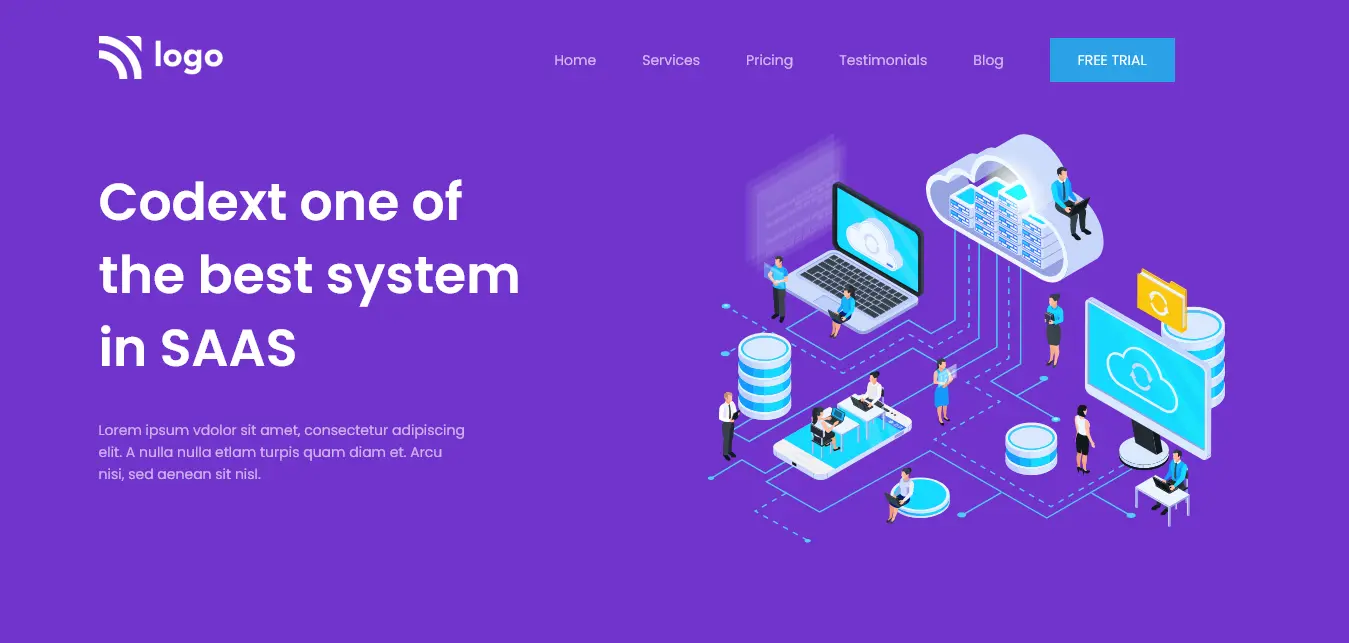 logo
Home Services Pricing Testimonials Blog FREE TRIAL
Codext one of
the best system
in SAAS
Lorem ipsum vdolor sit amet, consectetur adipiscing
elit. A nulla nulla etlam turpis quam diam et. Arcu
nisi, sed aenean sit nisl.